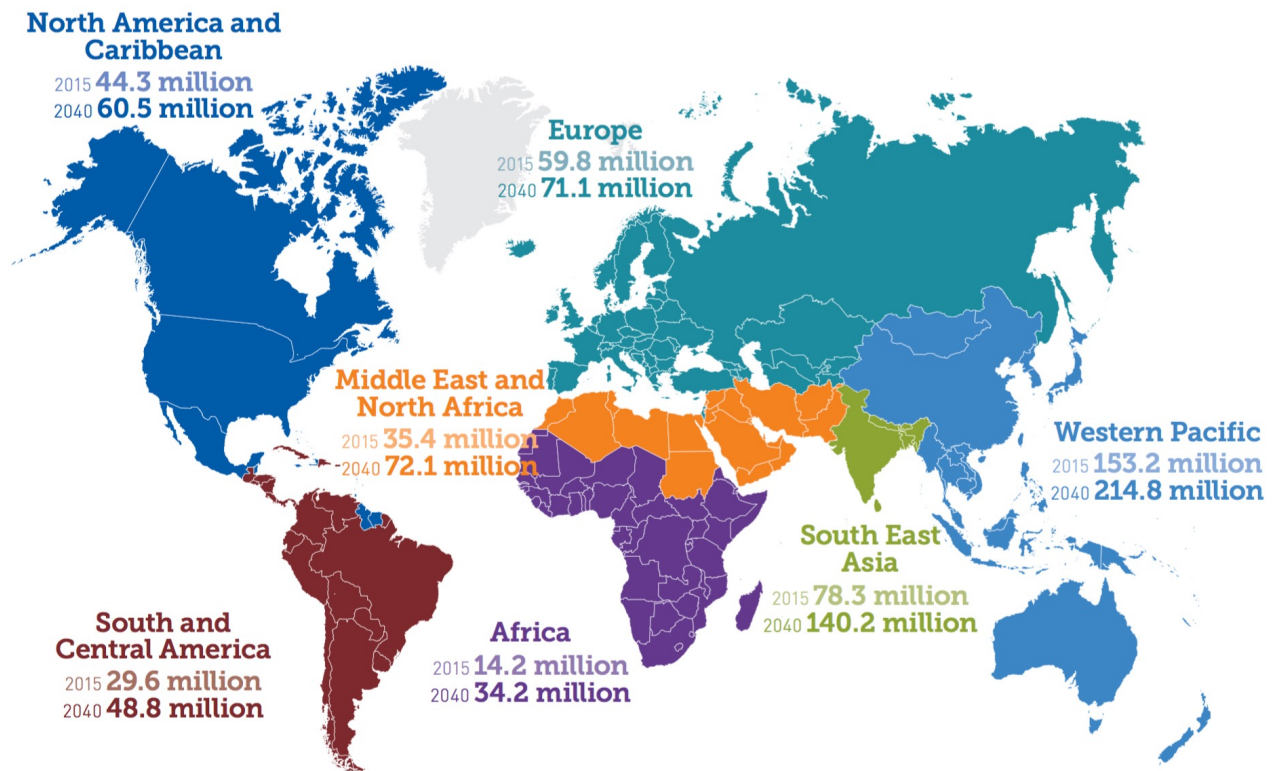 North America and
Caribbean
2015 44.3 million
2040 60.5 million
Europe
2015 59.8 million
2040 71.1 million
Middle East and
North Africa
2015 35.4 million
2040 72.1 million
Western Pacific
2015 153.2 million
2040 214.8 million
South East
Asia
2015 78.3 million
2040 140.2 million
South and
Central America
2015 29.6 million
2040 48.8 million
Africa
2015 14.2 million
2040 34.2 million